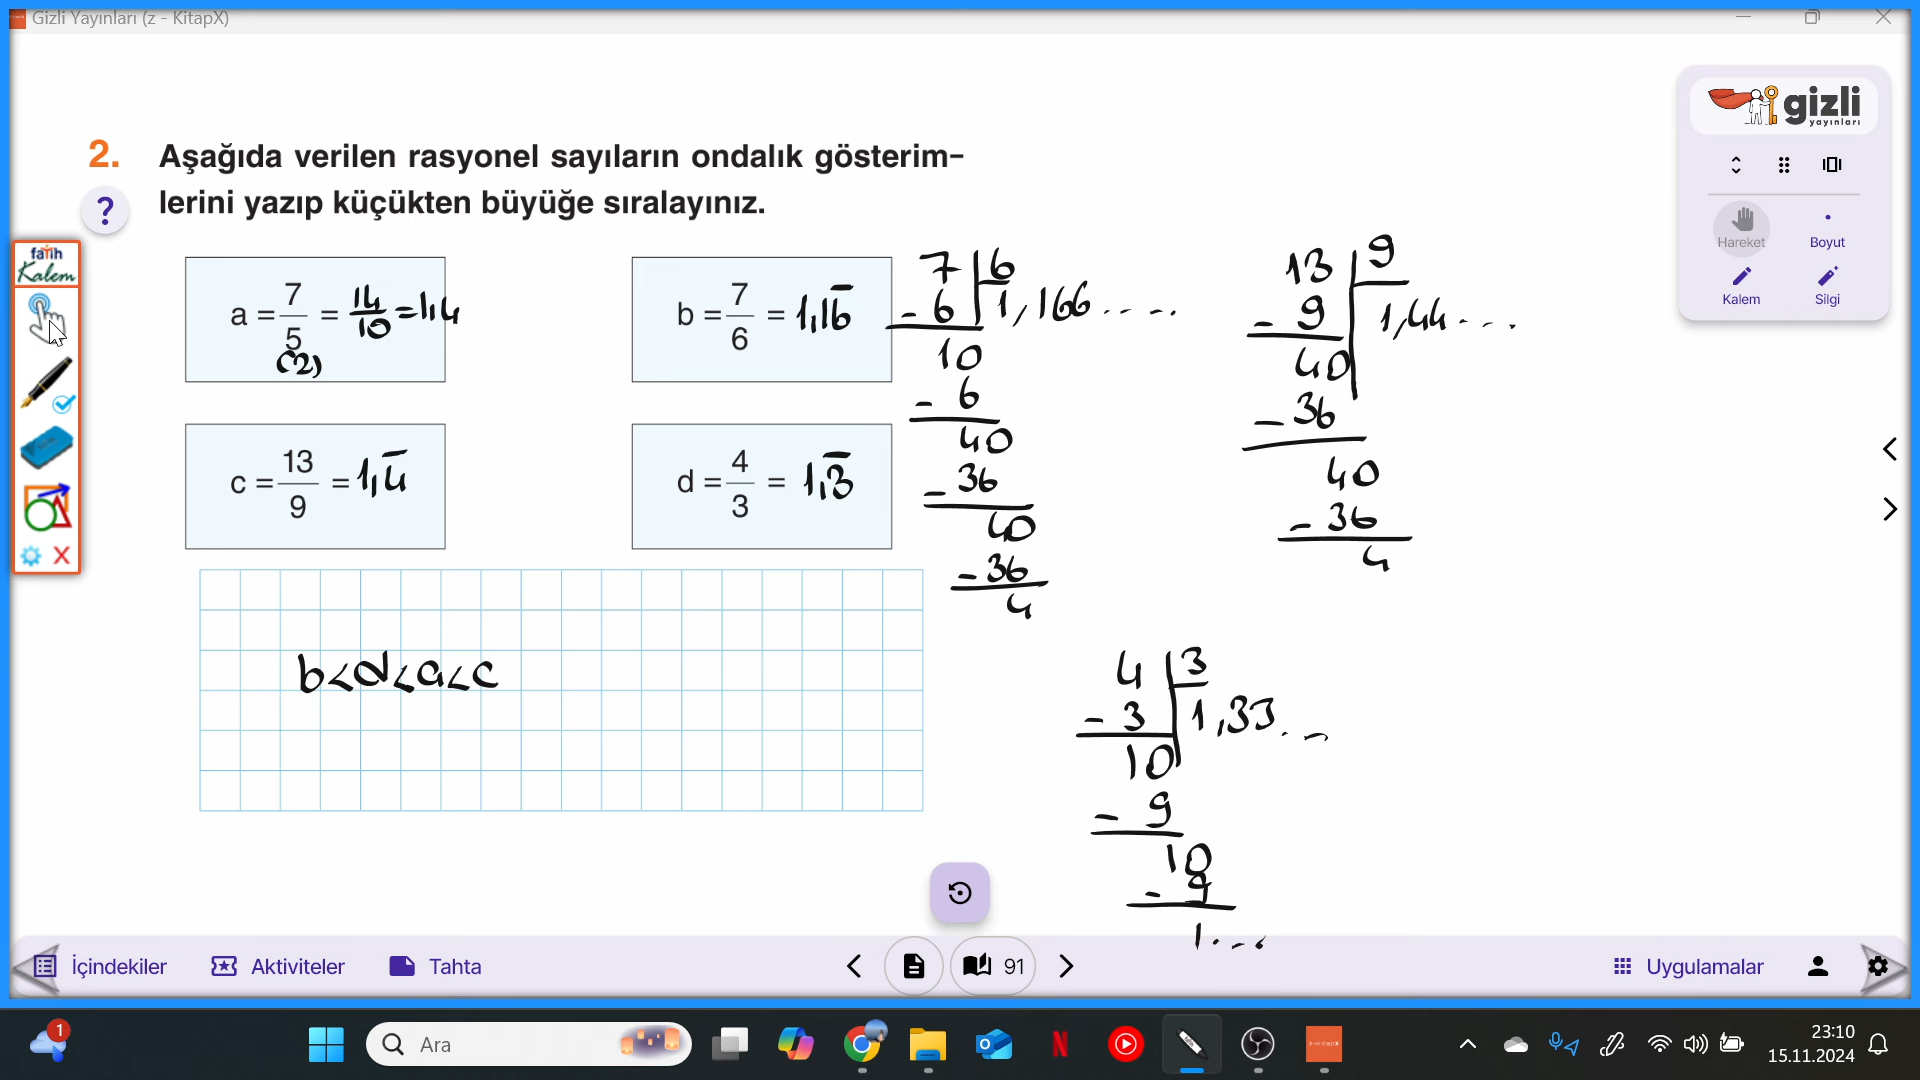 Gizli Yayınları (z - KitapX)
gizli
yayınları
Hareket
Boyut
Kalem
Silgi
fatih
Kalem
2. Aşağıda verilen rasyonel sayıların ondalık gösterim-
lerini yazıp küçükten büyüğe sıralayınız.
?
a = 7/5 = 14/10 = 1,4
(2)
b = 7/6 = 1,16̅
c = 13/9 = 1,4̅
d = 4/3 = 1,3̅
b<d<a<c
7 | 6
- 6 1,166.....
10
- 6
40
- 36
40
- 36
4
13 | 9
- 9 1,44....
40
- 36
40
- 36
4
4 | 3
- 3 1,33...
10
- 9
10
- 9
1...
İçindekiler
Aktiviteler
Tahta
91
Uygulamalar
1
Ara
N
z-KitapX
23:10
15.11.2024